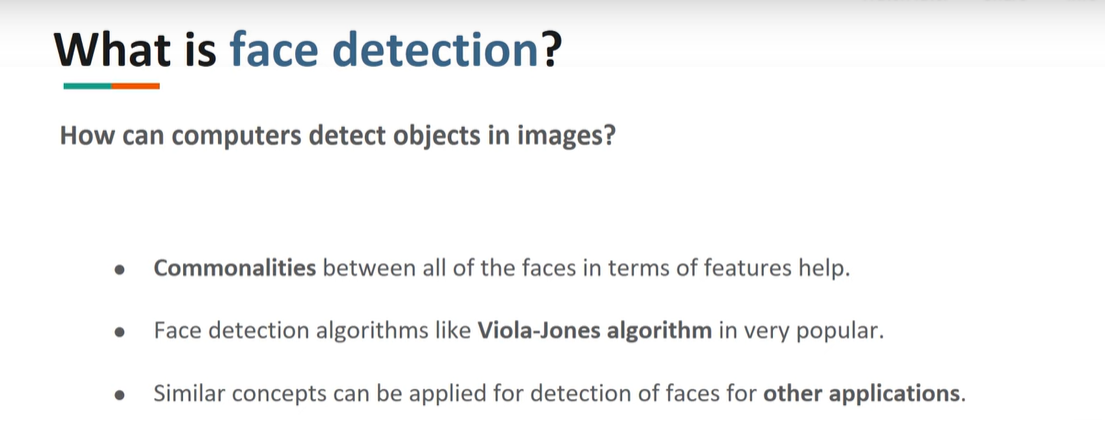 What is face detection?
How can computers detect objects in images?
● Commonalities between all of the faces in terms of features help.
● Face detection algorithms like Viola-Jones algorithm in very popular.
● Similar concepts can be applied for detection of faces for other applications.